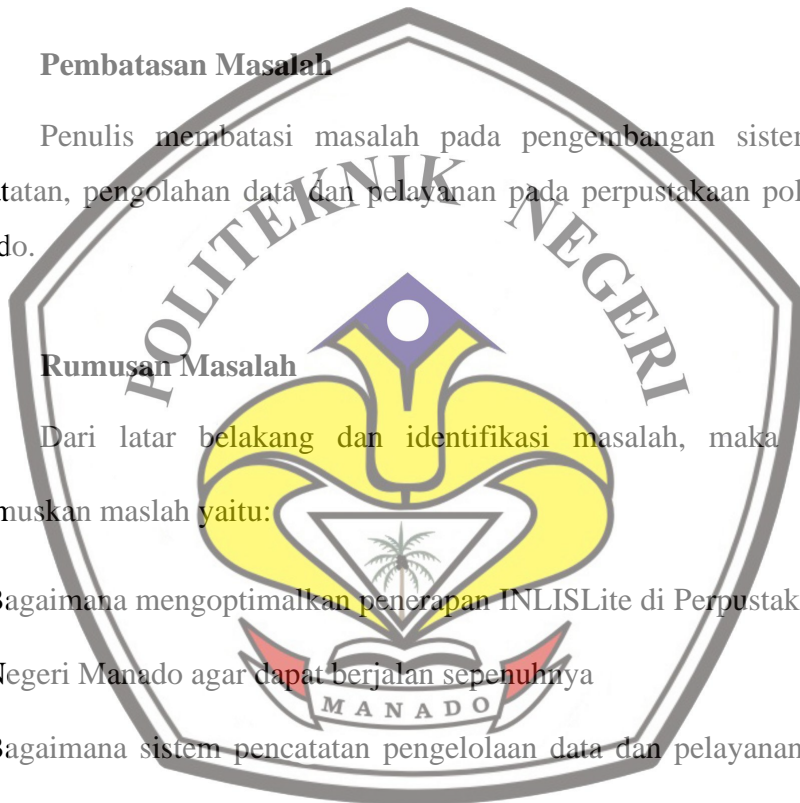 Pembatasan Masalah
Penulis membatasi masalah pada pengembangan sistem
atan, pengolahan data dan pelayanan pada perpustakaan pol
do.
POLITEKNIK NEGERI
Rumusan Masalah
Dari latar belakang dan identifikasi masalah, maka
muskan maslah yaitu:
Bagaimana mengoptimalkan penerapan INLISLite di Perpustak
Negeri Manado agar dapat berjalan sepenuhnya
MANADO
Bagaimana sistem pencatatan pengelolaan data dan pelayanan